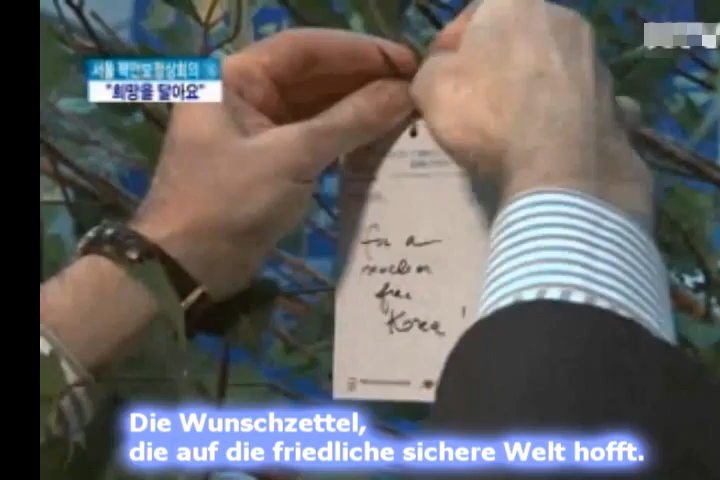 서울 핵안보정상회의
"희망을 달아요"
for a
nuclear
free
Korea!
Die Wunschzettel,
die auf die friedliche sichere Welt hofft.